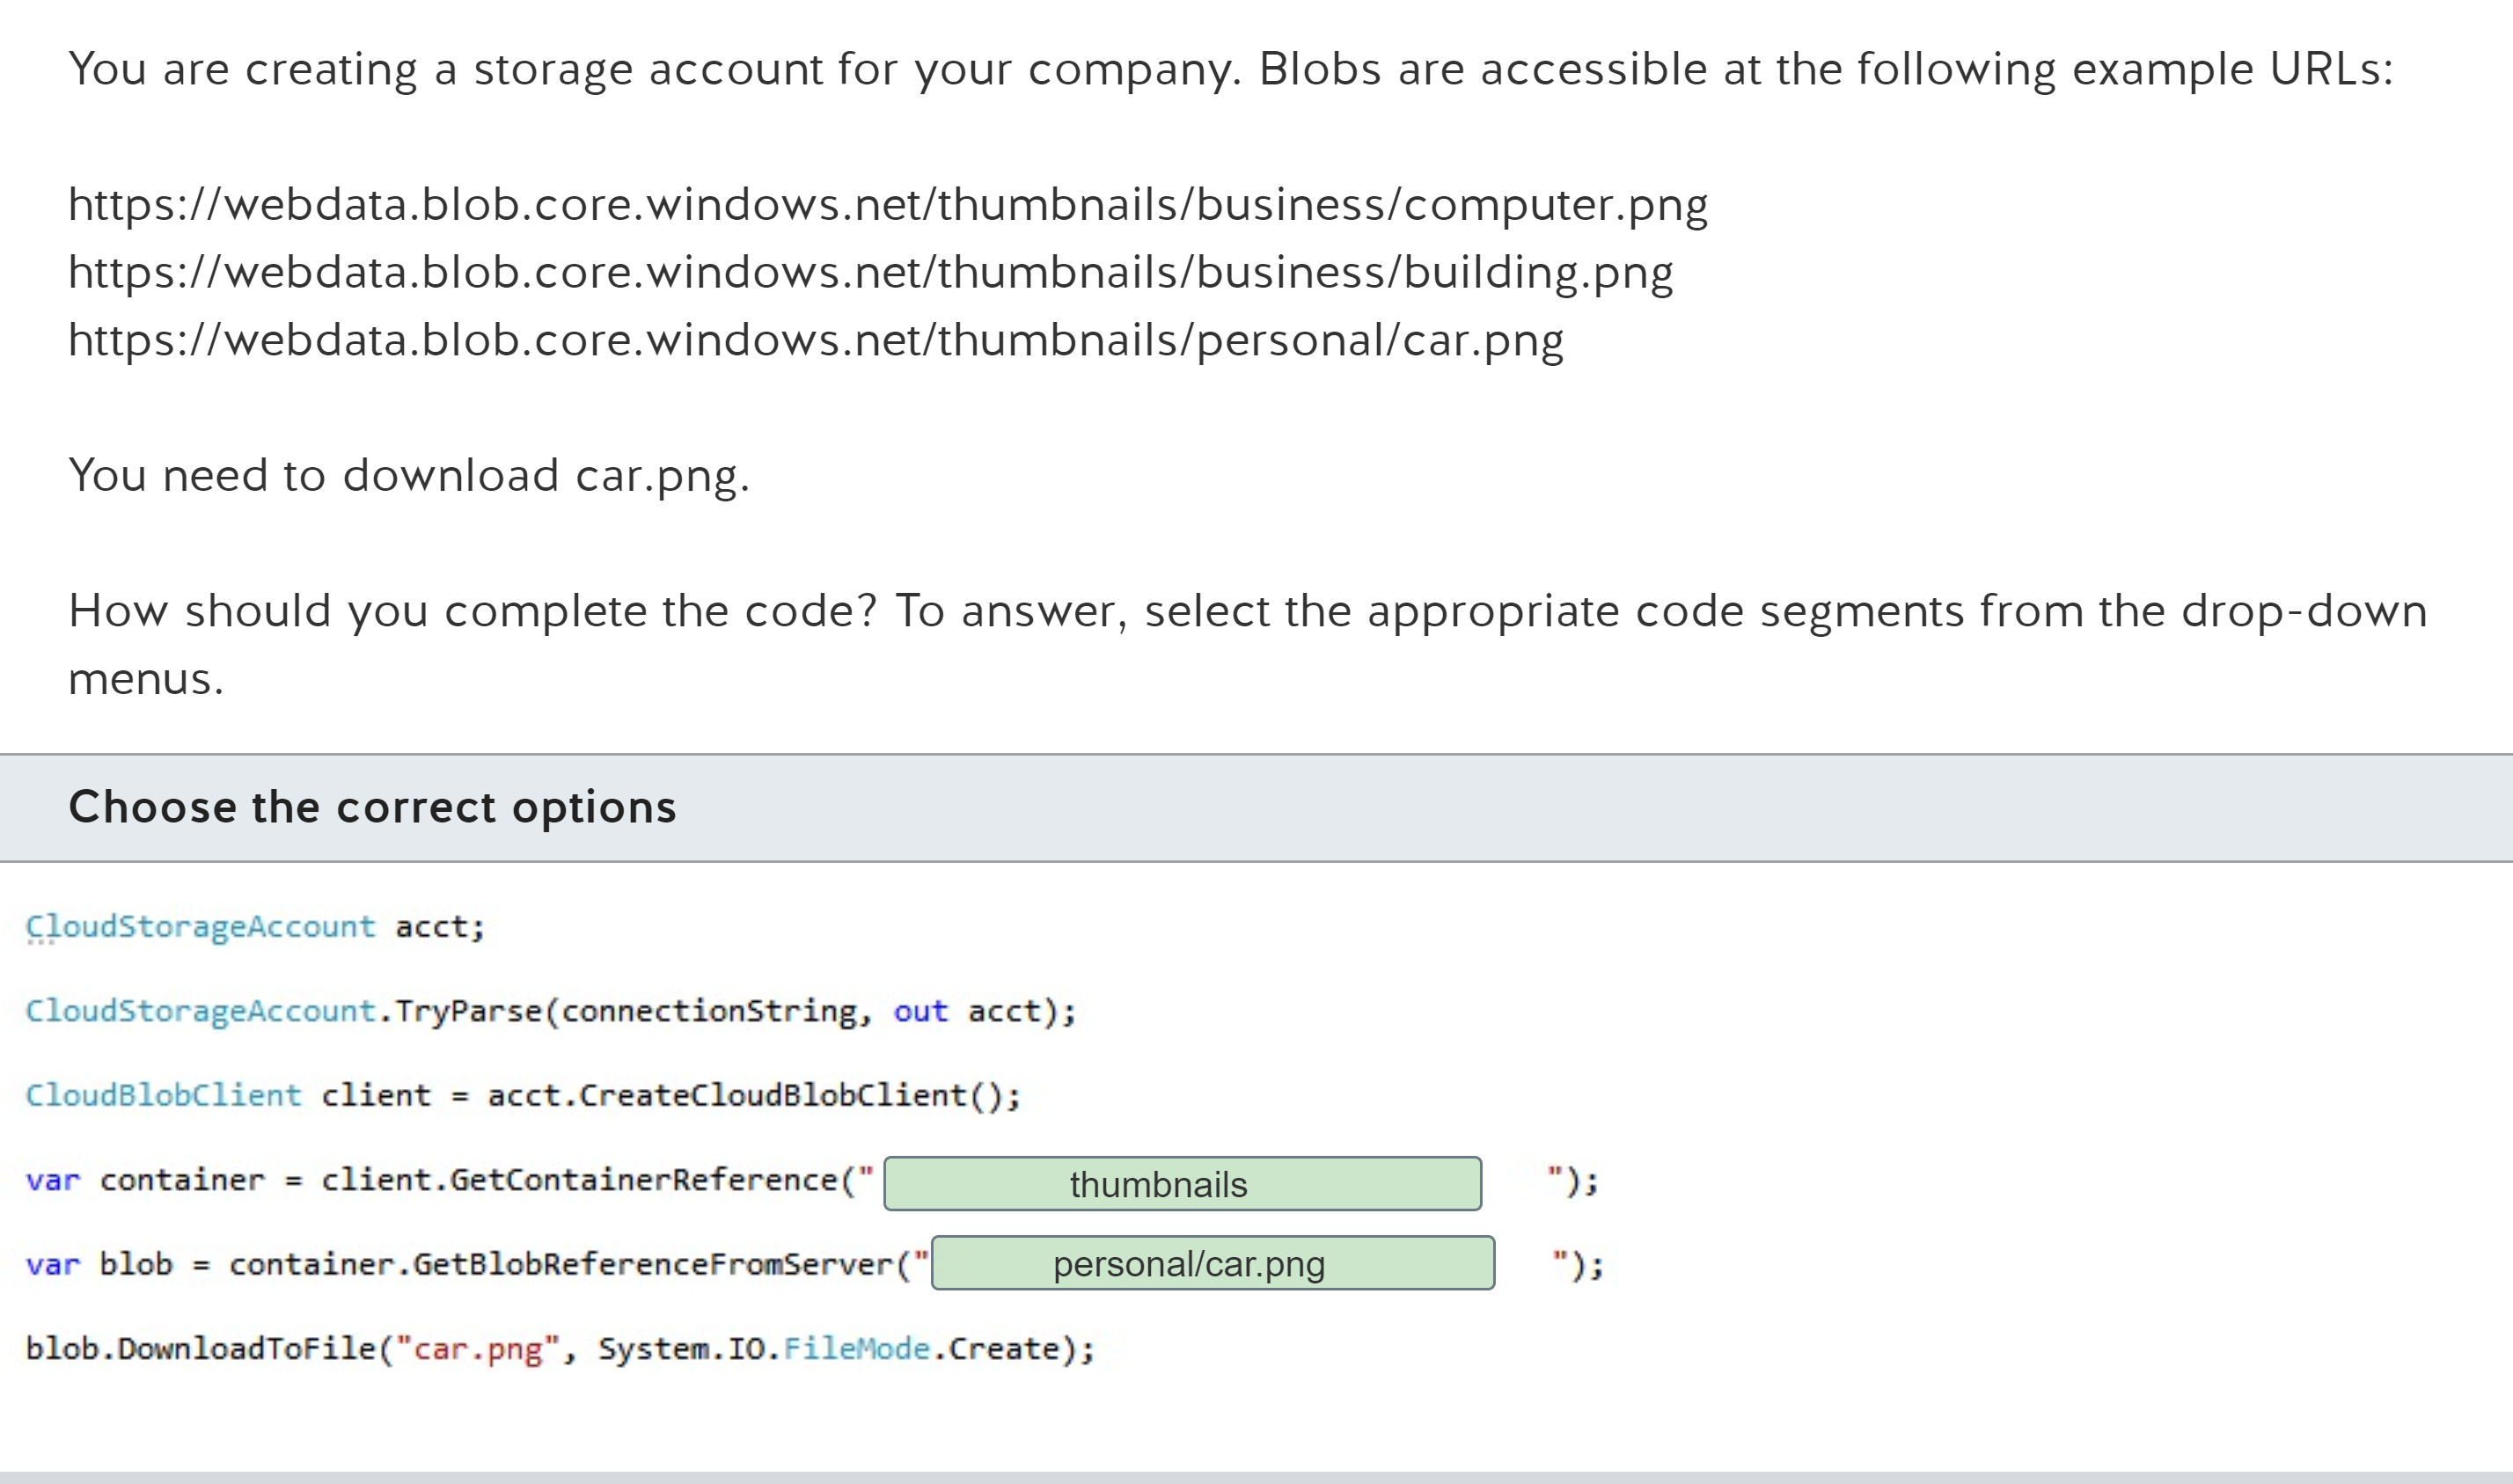 You are creating a storage account for your company. Blobs are accessible at the following example URLs:
https://webdata.blob.core.windows.net/thumbnails/business/computer.png
https://webdata.blob.core.windows.net/thumbnails/business/building.png
https://webdata.blob.core.windows.net/thumbnails/personal/car.png
You need to download car.png.
How should you complete the code? To answer, select the appropriate code segments from the drop-down
menus.
Choose the correct options
CloudStorageAccount acct;
CloudStorageAccount.TryParse(connectionString, out acct);
CloudBlobClient client = acct.CreateCloudBlobClient();
var container = client.GetContainerReference(" thumbnails ");
var blob = container.GetBlobReferenceFromServer(" personal/car.png ");
blob.DownloadToFile("car.png", System.IO.FileMode.Create);